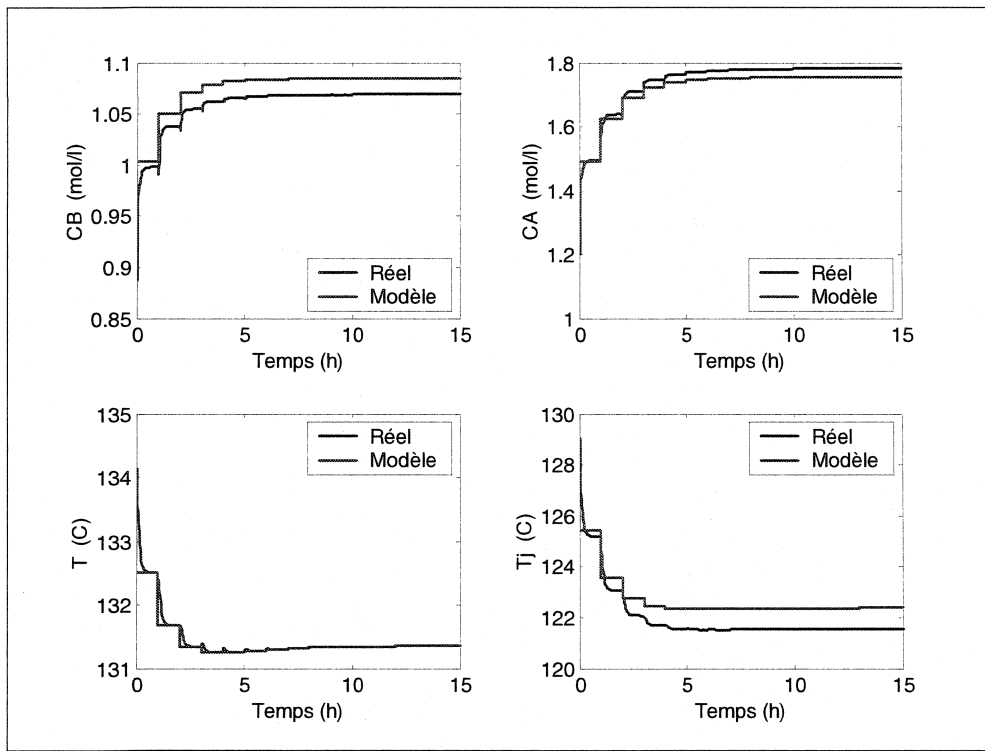 1.1
1.05
1
0.95
0.9
0.85
CB (mol/l)
Réel
Modèle
0
5
10
15
Temps (h)
1.8
1.6
1.4
1.2
1
CA (mol/l)
Réel
Modèle
0
5
10
15
Temps (h)
135
134
133
132
131
T (C)
Réel
Modèle
0
5
10
15
Temps (h)
130
128
126
124
122
120
Tj (C)
Réel
Modèle
0
5
10
15
Temps (h)